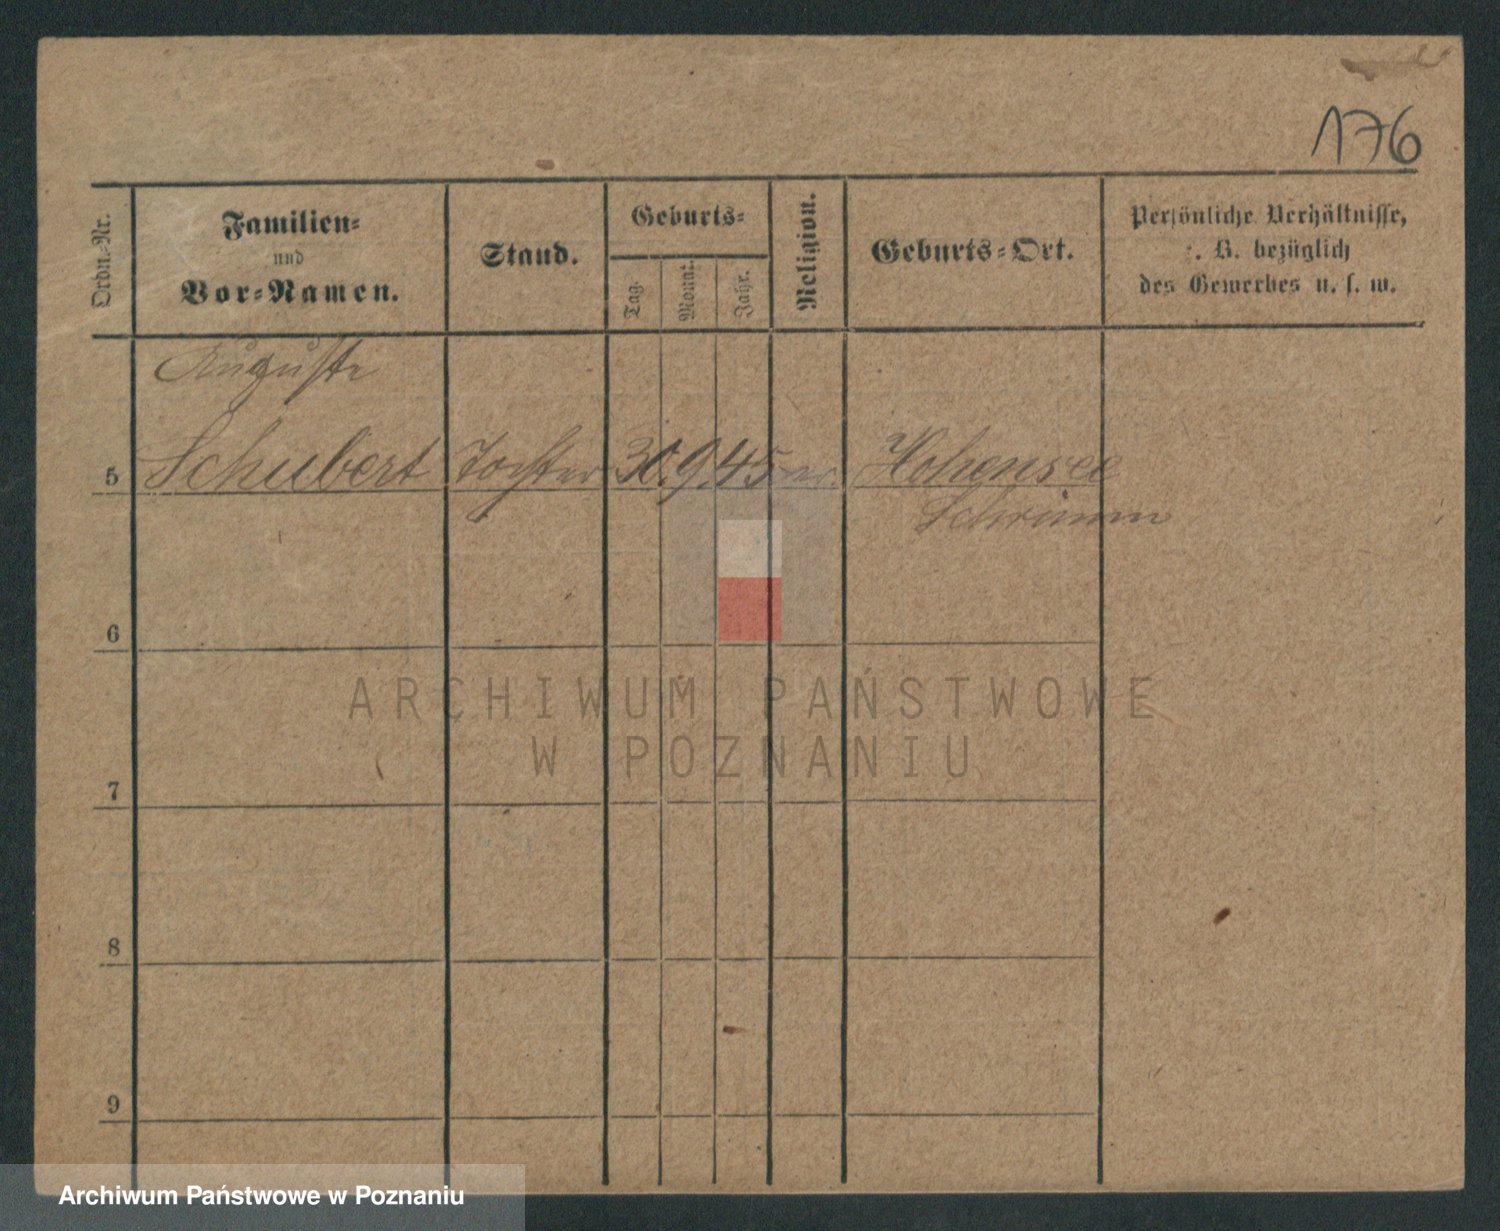 176
Ordn.-Nr.
Familien-
und
Vor-Namen.
Stand.
Geburts-
Tag.
Monat.
Jahr.
Religion.
Geburts-Ort.
Persönliche Verhältnisse,
z. B. bezüglich
des Gewerbes u. s. w.
Auguste
5 Schubert Tochter 30. 9. 45 ev. Hohensee
Schrimm
6
7
8
9
ARCHIWUM PAŃSTWOWE
W POZNANIU
Archiwum Państwowe w Poznaniu